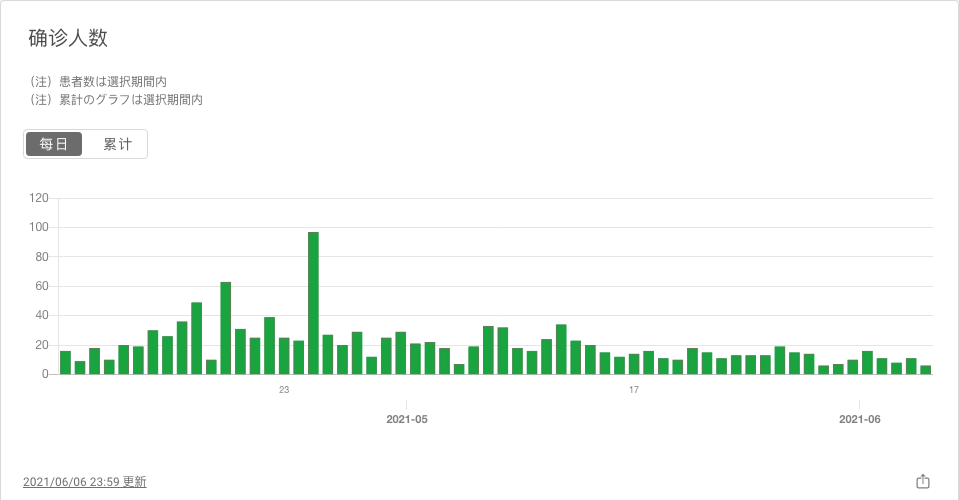 确诊人数
（注）患者数は選択期間内
（注）累計のグラフは選択期間内
每日 累计
120
100
80
60
40
20
0
23 17
2021-05 2021-06
2021/06/06 23:59 更新